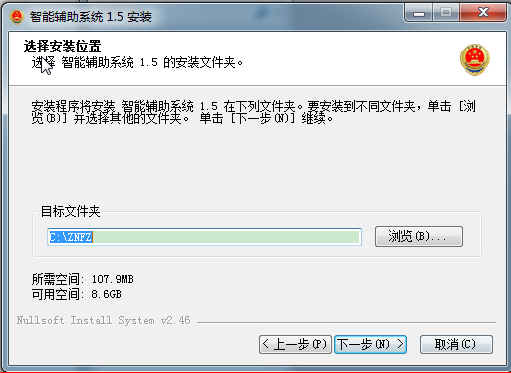 智能辅助系统 1.5 安装
选择安装位置
选择 智能辅助系统 1.5 的安装文件夹。
安装程序将安装 智能辅助系统 1.5 在下列文件夹。要安装到不同文件夹，单击 [浏
览(B)] 并选择其他的文件夹。 单击 [下一步(N)] 继续。
目标文件夹
C:\ZNFZ
浏览(B)...
所需空间: 107.9MB
可用空间: 8.6GB
Nullsoft Install System v2.46
< 上一步(P)
下一步(N) >
取消(C)